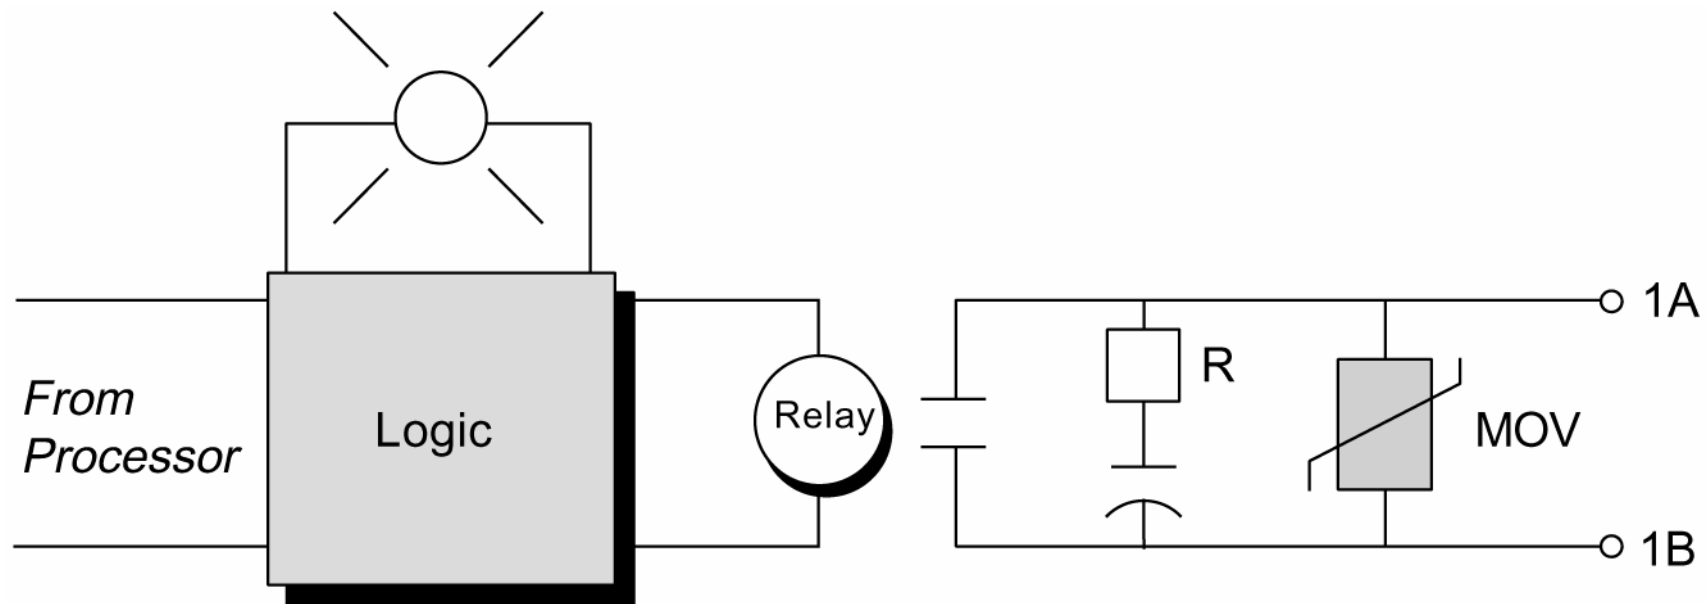 From
Processor
Logic
Relay
R
MOV
1A
1B